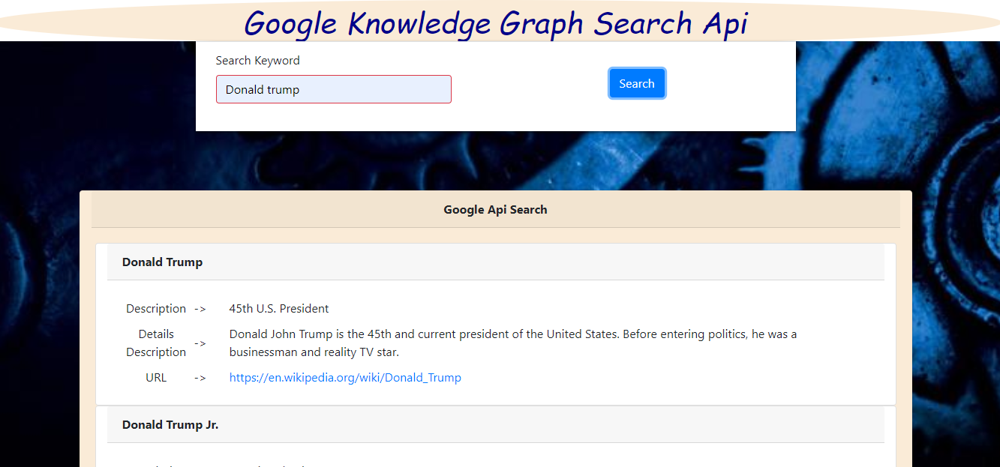 Google Knowledge Graph Search Api
Search Keyword
Donald trump
Search
Google Api Search
Donald Trump
Description -> 45th U.S. President
Details Description -> Donald John Trump is the 45th and current president of the United States. Before entering politics, he was a
businessman and reality TV star.
URL -> https://en.wikipedia.org/wiki/Donald_Trump
Donald Trump Jr.